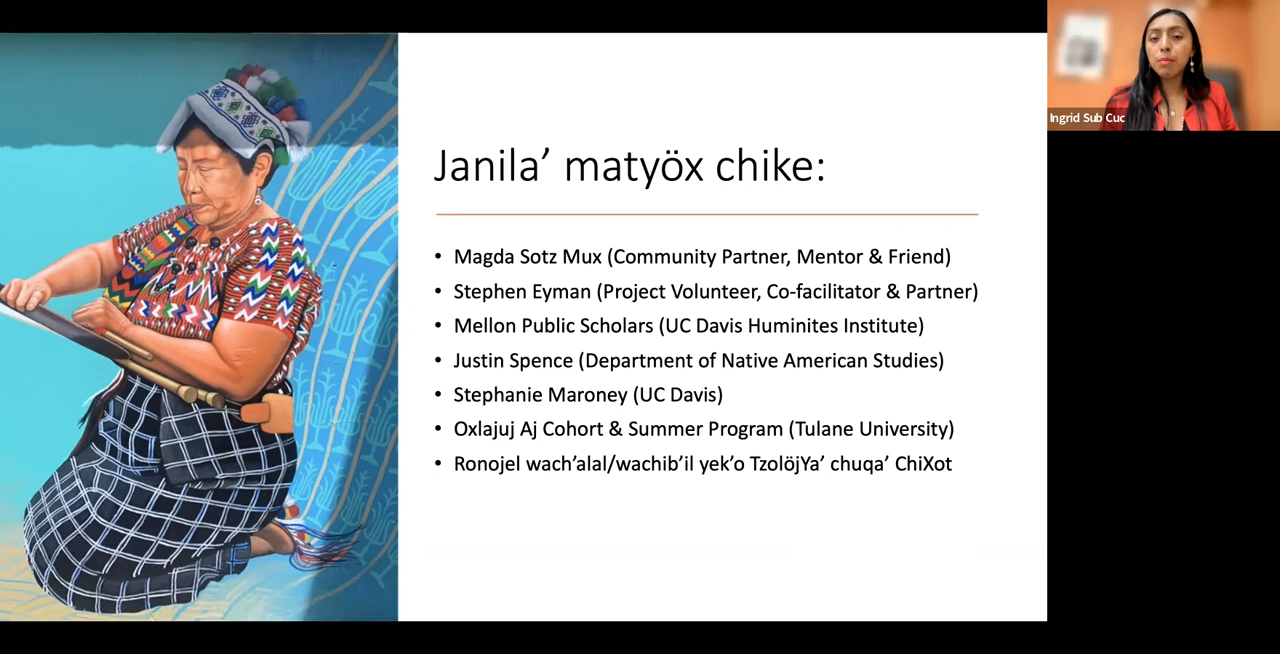 Janila’ matyöx chike:
• Magda Sotz Mux (Community Partner, Mentor & Friend)
• Stephen Eyman (Project Volunteer, Co-facilitator & Partner)
• Mellon Public Scholars (UC Davis Huminites Institute)
• Justin Spence (Department of Native American Studies)
• Stephanie Maroney (UC Davis)
• Oxlajuj Aj Cohort & Summer Program (Tulane University)
• Ronojel wach’alal/wachib’il yek’o TzolöjYa’ chuqa’ ChiXot
Ingrid Sub Cuc